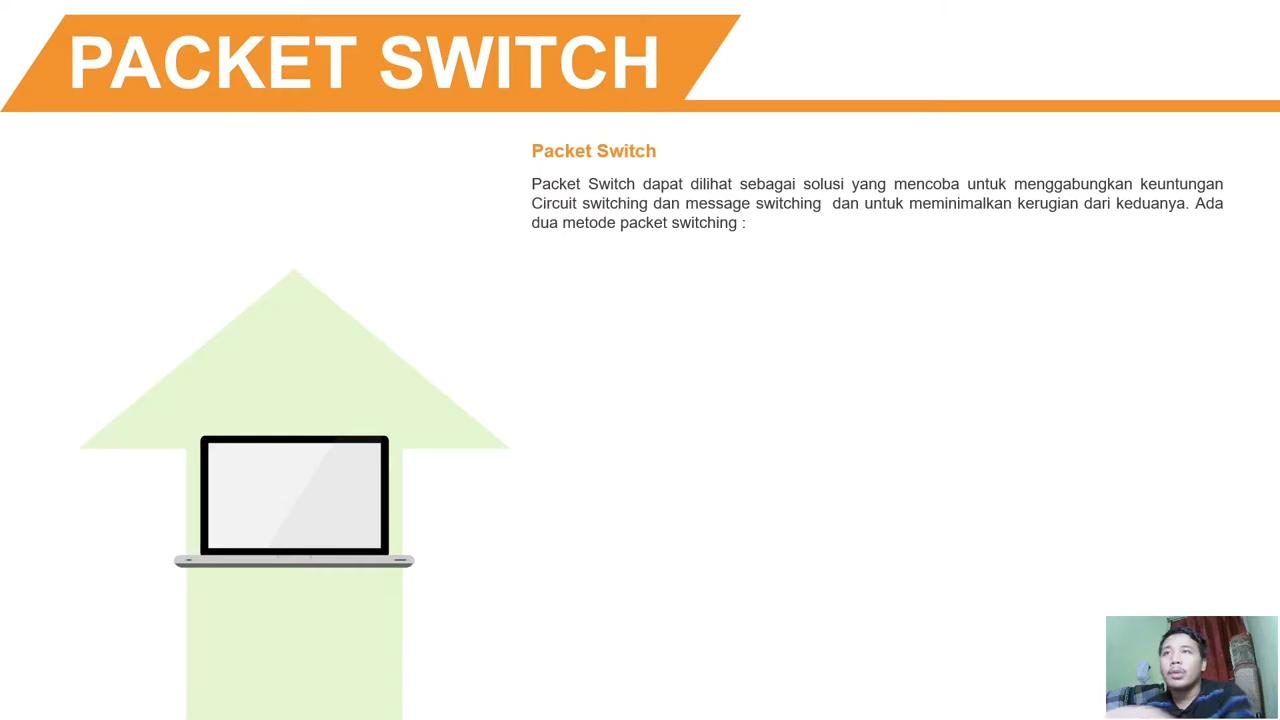 PACKET SWITCH
Packet Switch
Packet Switch dapat dilihat sebagai solusi yang mencoba untuk menggabungkan keuntungan
Circuit switching dan message switching  dan untuk meminimalkan kerugian dari keduanya. Ada
dua metode packet switching :